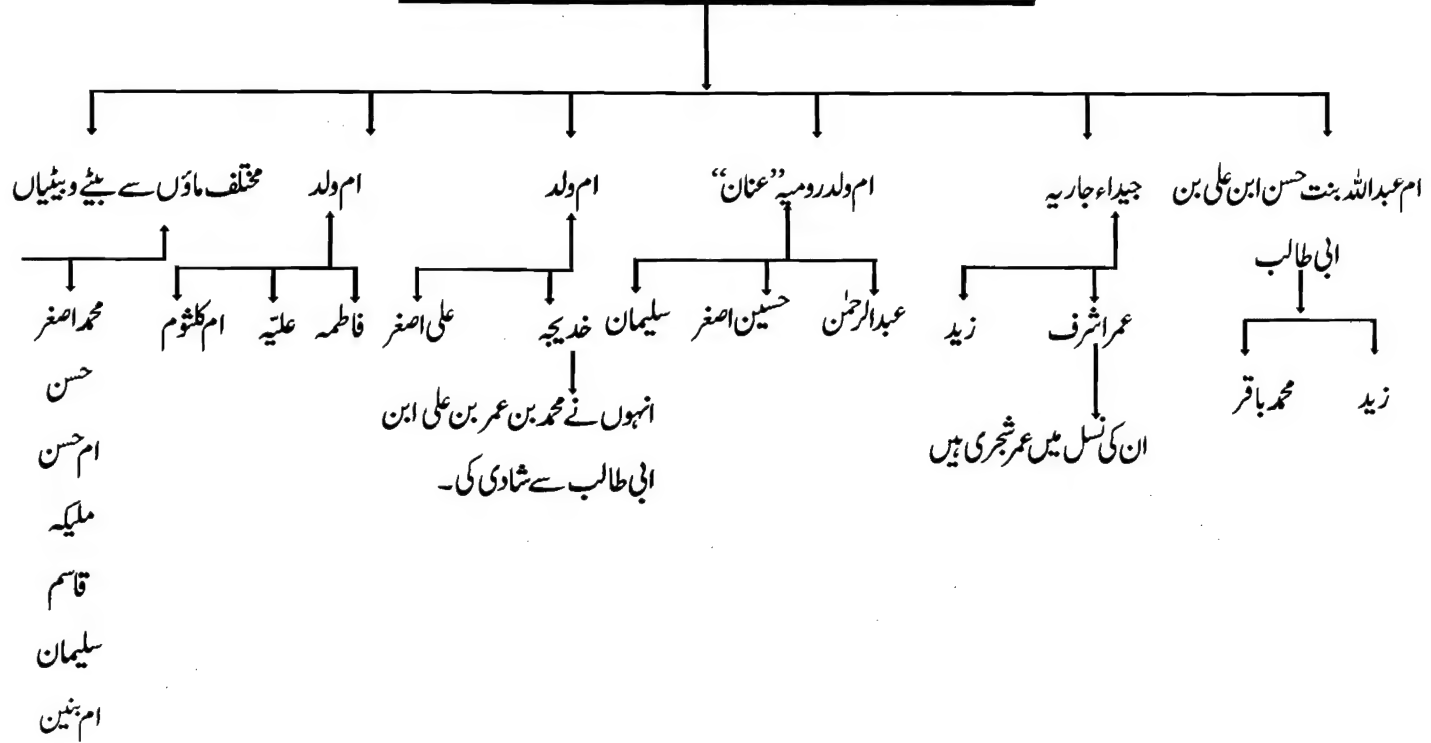 ام عبداللہ بنت حسن ابن علی بن
ابی طالب
جیداء جاریہ
ام ولد رومیہ ”عنان“
ام ولد
ام ولد
مختلف ماؤں سے بیٹے و بیٹیاں
زید
محمد باقر
عمر اشرف
زید
ان کی نسل میں عمر شجری ہیں
عبدالرحمٰن
حسین اصغر
سلیمان
خدیجہ
علی اصغر
انہوں نے محمد بن عمر بن علی ابن
ابی طالب سے شادی کی۔
فاطمہ
علیّہ
ام کلثوم
محمد اصغر
حسن
ام حسن
ملیکہ
قاسم
سلیمان
ام بنین